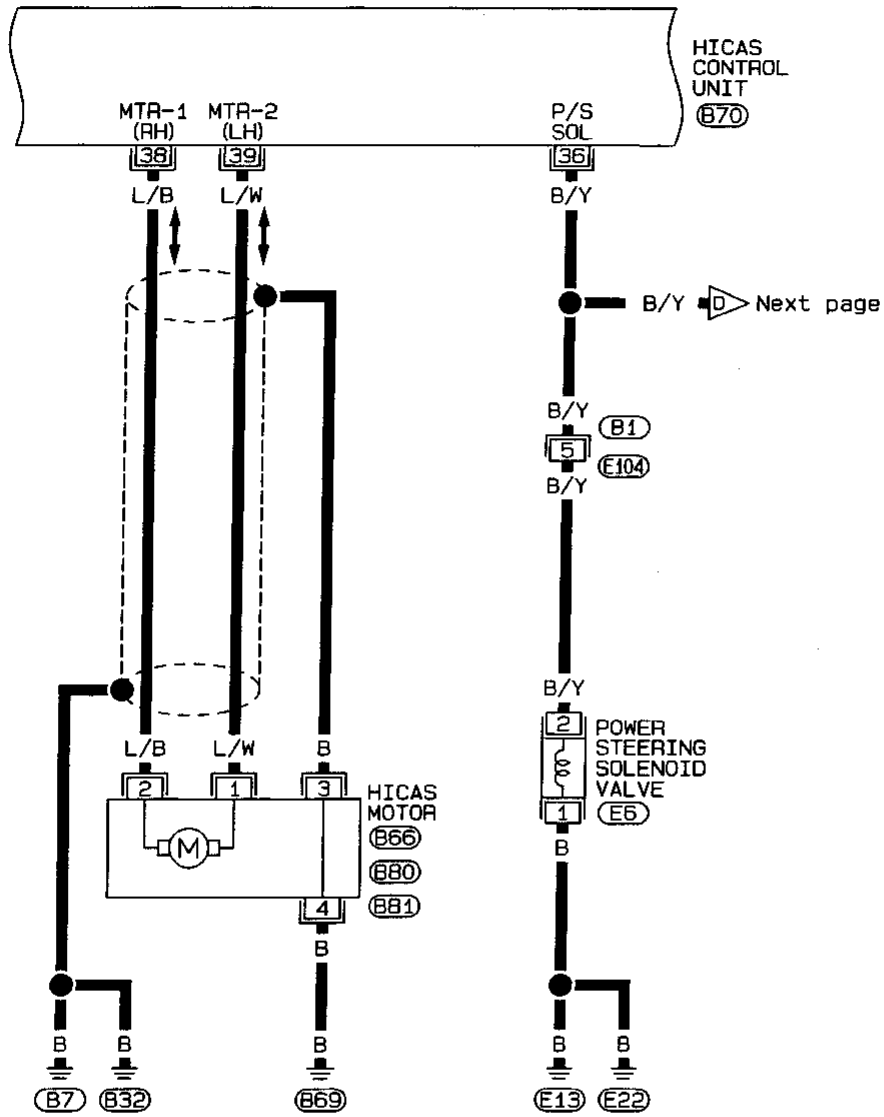 HICAS
CONTROL
UNIT
B70
MTR-1 MTR-2 P/S
(RH) (LH) SOL
38 39 36
L/B L/W B/Y
B/Y D Next page
B/Y B1
5
E104
B/Y
B/Y
L/B L/W B
2 POWER
STEERING
SOLENOID
VALVE
1 E6
2 1 3 HICAS
MOTOR
M B66
B80
4 B81
B
B
B B B B B
B7 B32 B69 E13 E22